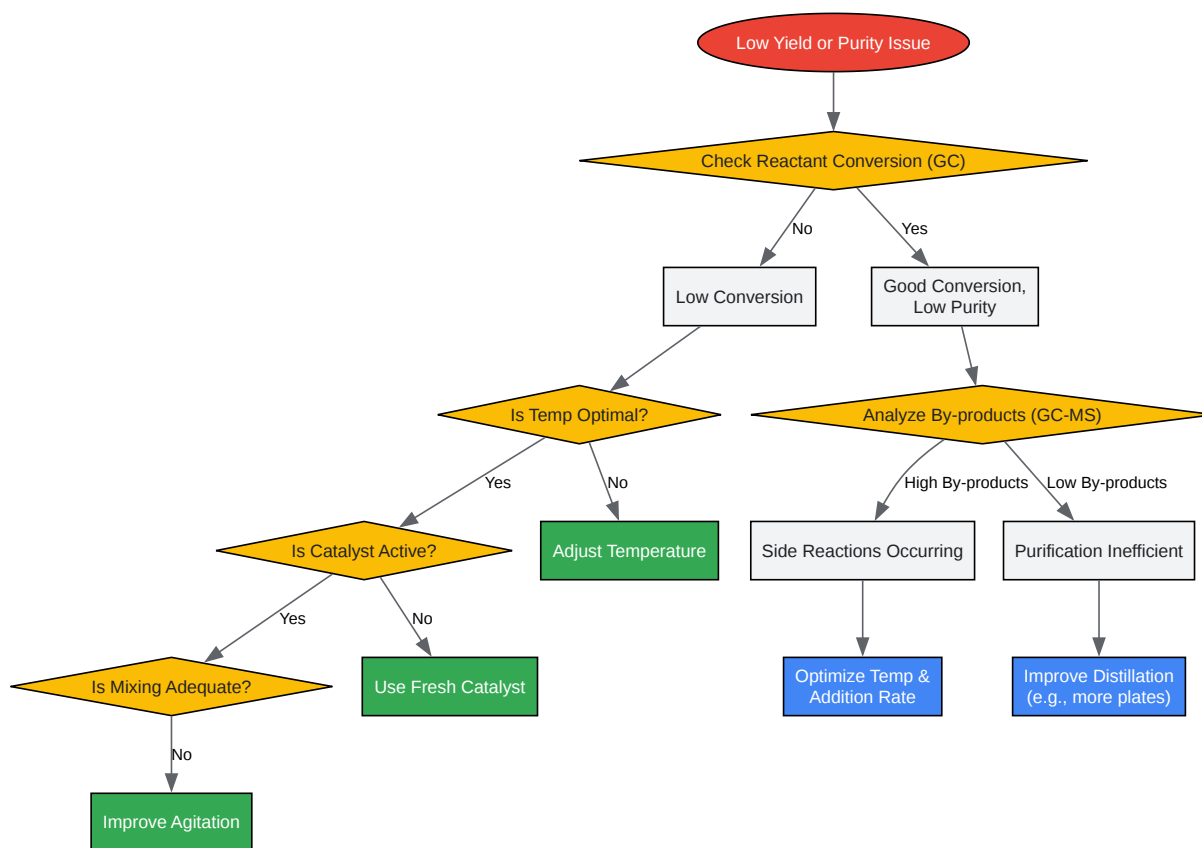 Low Yield or Purity Issue
Check Reactant Conversion (GC)
No
Yes
Low Conversion
Good Conversion,
Low Purity
Is Temp Optimal?
Analyze By-products (GC-MS)
Yes
No
High By-products
Low By-products
Is Catalyst Active?
Adjust Temperature
Side Reactions Occurring
Purification Inefficient
Yes
No
Is Mixing Adequate?
Use Fresh Catalyst
Optimize Temp &
Addition Rate
Improve Distillation
(e.g., more plates)
No
Improve Agitation